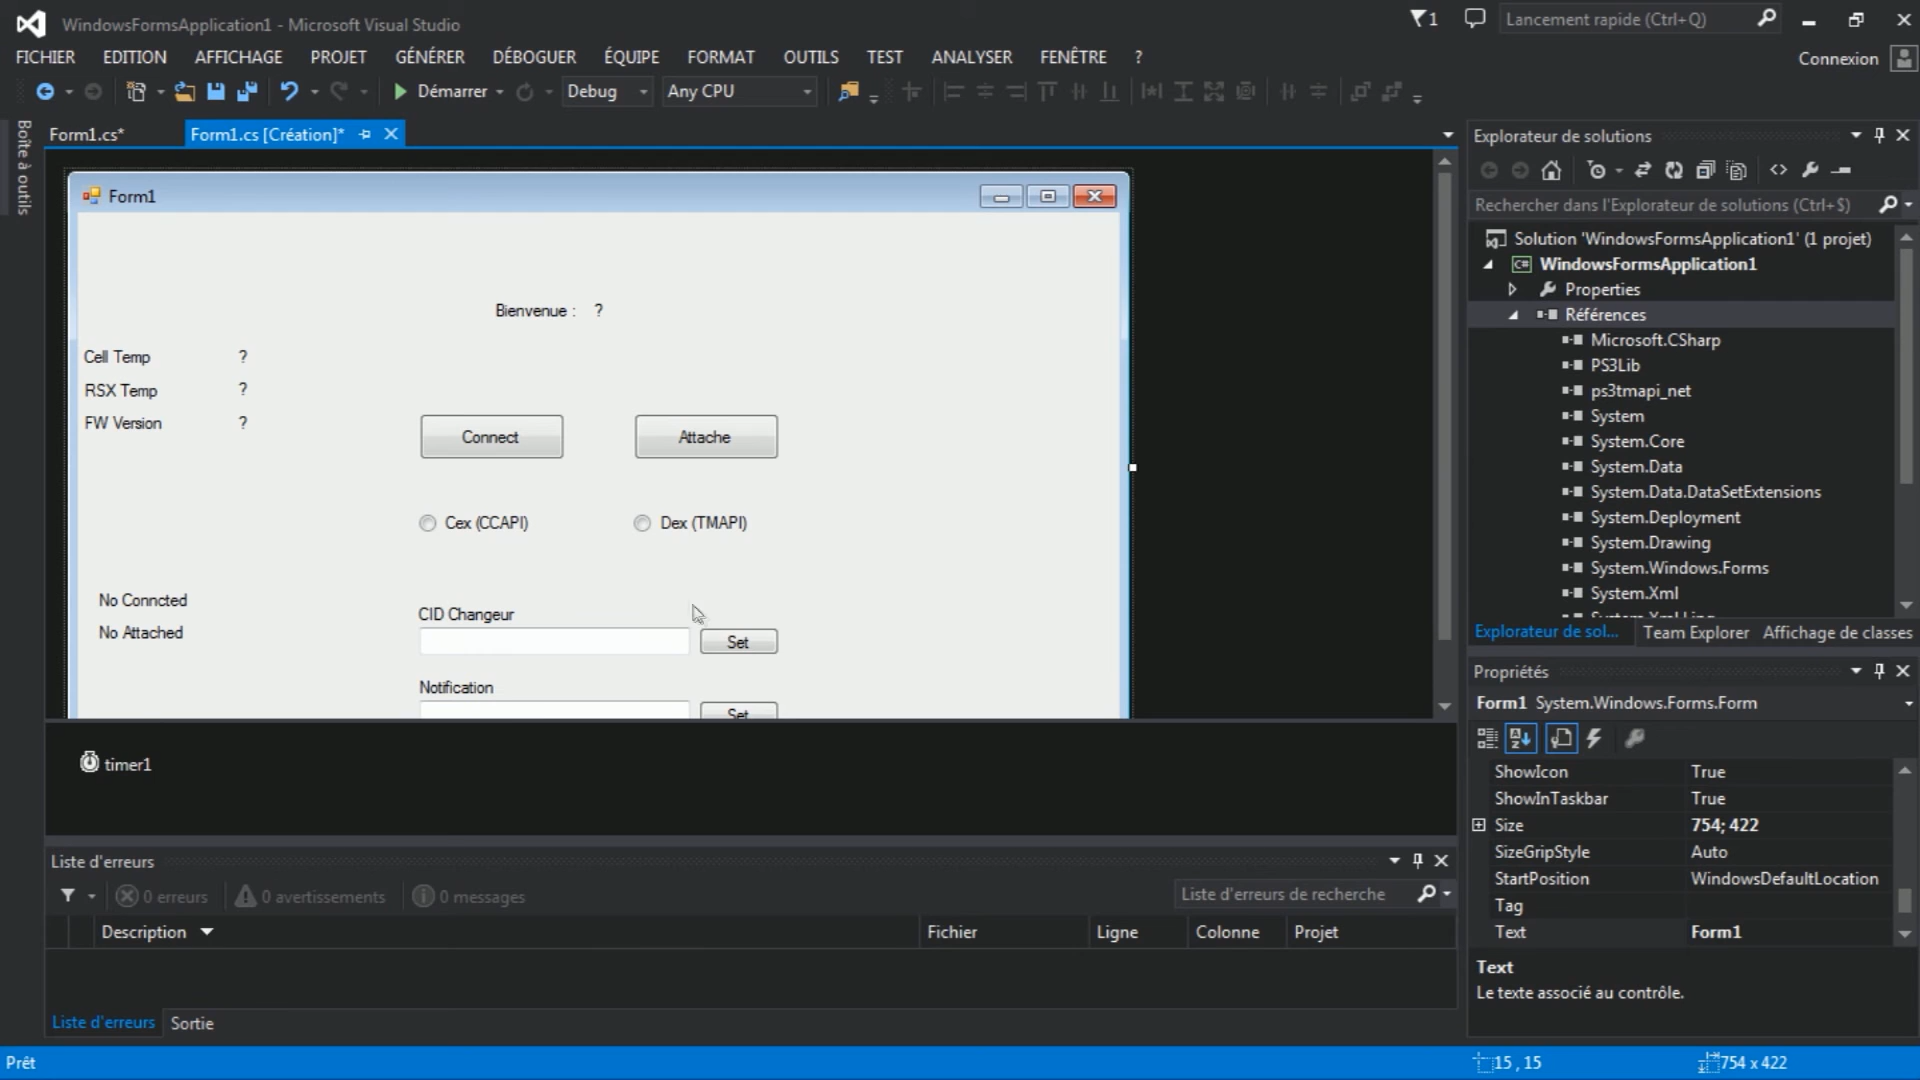 WindowsFormsApplication1 - Microsoft Visual Studio
1
Lancement rapide (Ctrl+Q)
FICHIER EDITION AFFICHAGE PROJET GÉNÉRER DÉBOGUER ÉQUIPE FORMAT OUTILS TEST ANALYSER FENÊTRE ?
Connexion
Démarrer Debug Any CPU
Boîte à outils
Form1.cs* Form1.cs [Création]*
Form1
Bienvenue : ?
Cell Temp ?
RSX Temp ?
FW Version ?
Connect Attache
Cex (CCAPI) Dex (TMAPI)
No Conncted
No Attached
CID Changeur
Set
Notification
Set
timer1
Liste d'erreurs
0 erreurs 0 avertissements 0 messages
Liste d'erreurs de recherche
Description Fichier Ligne Colonne Projet
Liste d'erreurs Sortie
Explorateur de solutions
Rechercher dans l'Explorateur de solutions (Ctrl+$)
Solution 'WindowsFormsApplication1' (1 projet)
C# WindowsFormsApplication1
Properties
Références
Microsoft.CSharp
PS3Lib
ps3tmapi_net
System
System.Core
System.Data
System.Data.DataSetExtensions
System.Deployment
System.Drawing
System.Windows.Forms
System.Xml
System.Xml.Linq
Explorateur de sol... Team Explorer Affichage de classes
Propriétés
Form1 System.Windows.Forms.Form
ShowIcon True
ShowInTaskbar True
Size 754; 422
SizeGripStyle Auto
StartPosition WindowsDefaultLocation
Tag
Text Form1
Text
Le texte associé au contrôle.
Prêt
15 , 15
754 x 422